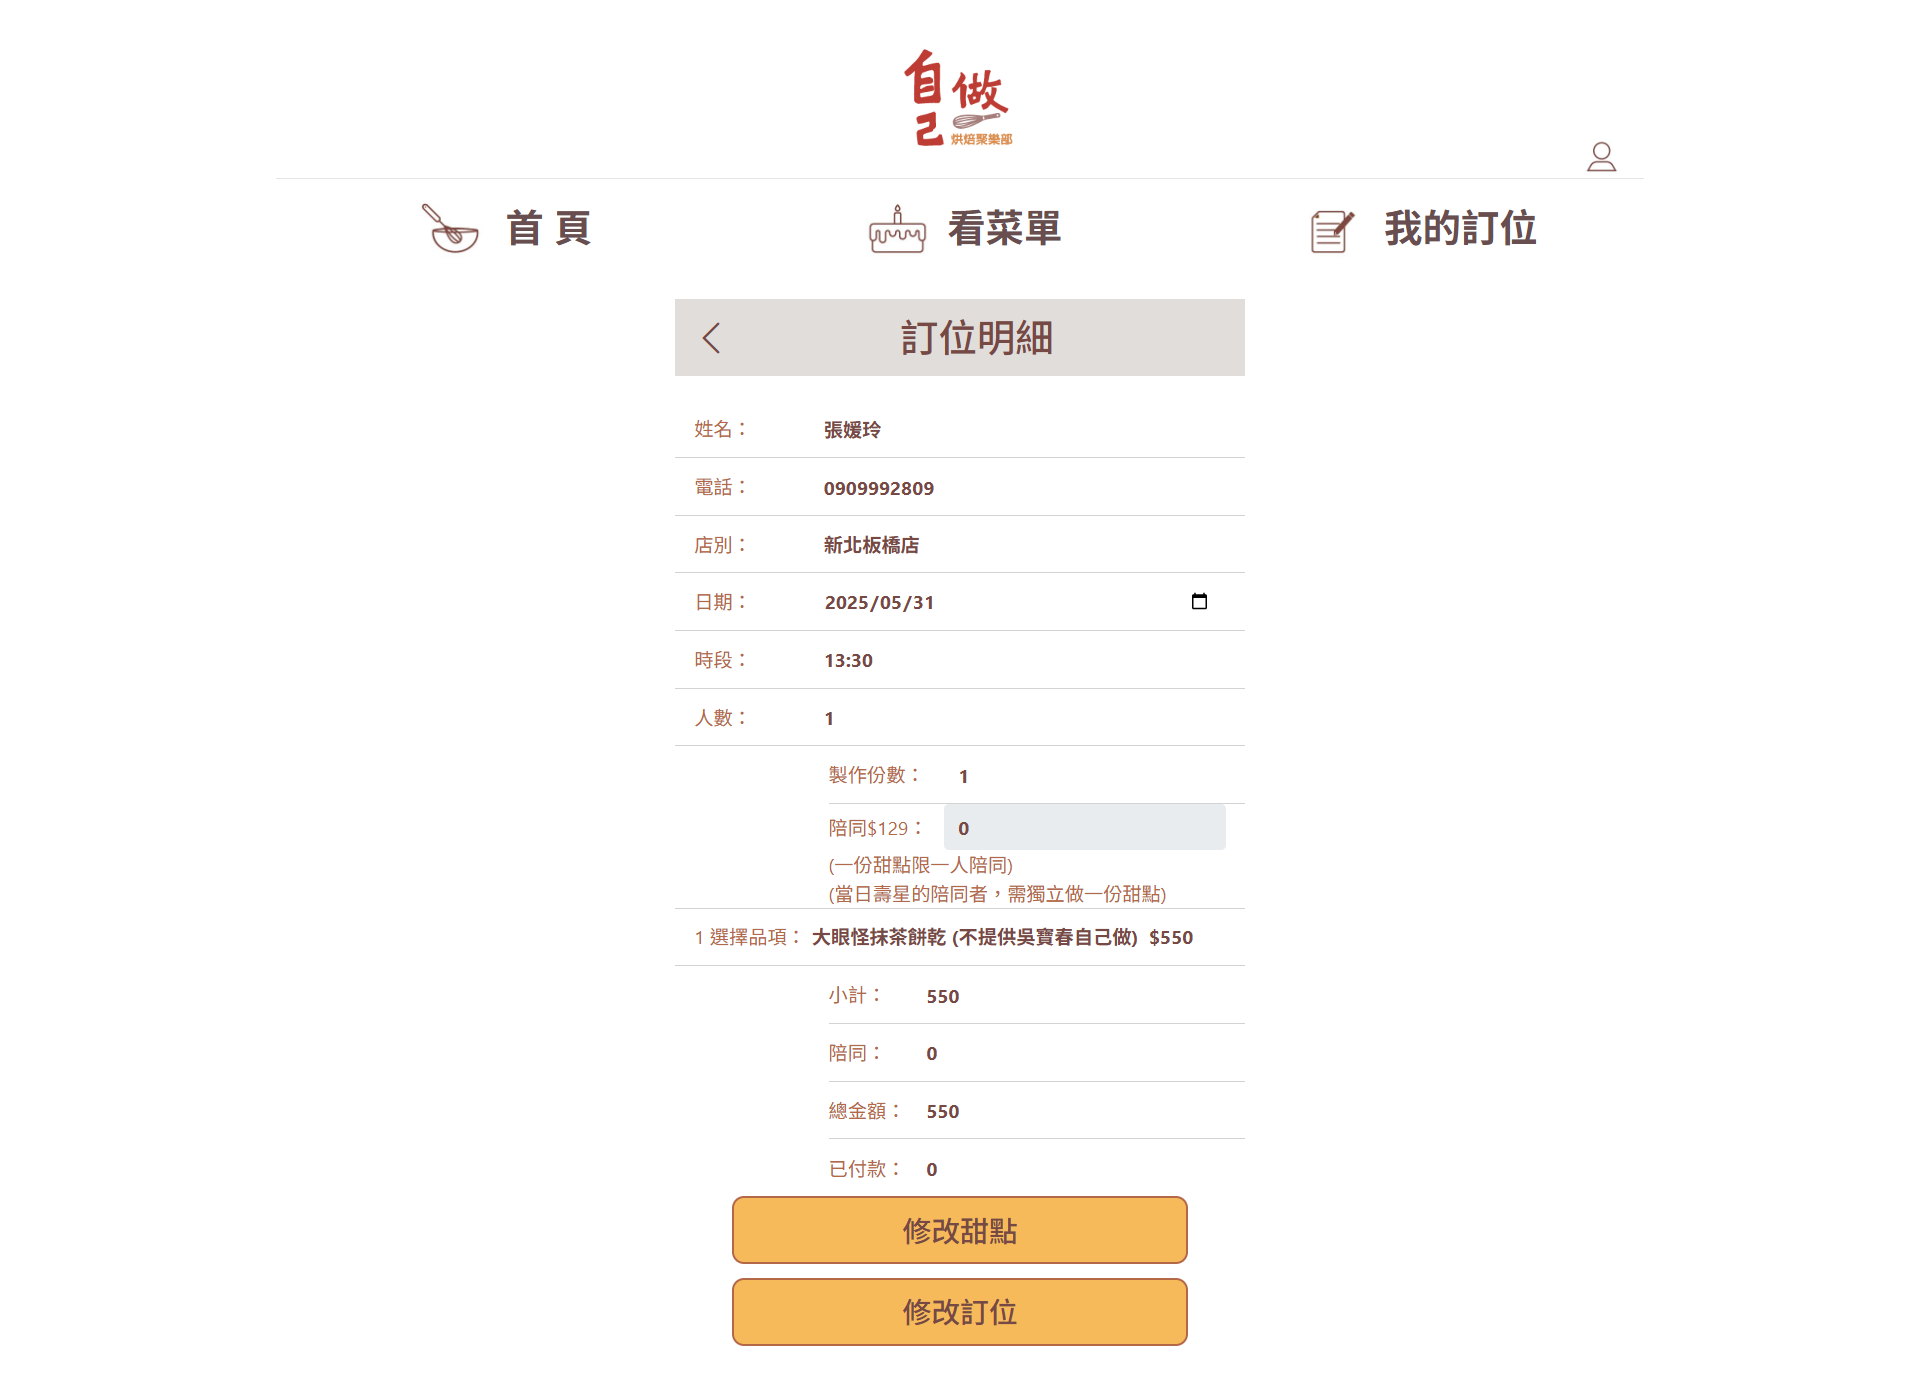 自己做
烘焙聚樂部
首 頁
看菜單
我的訂位
訂位明細
姓名： 張媛玲
電話： 0909992809
店別： 新北板橋店
日期： 2025/05/31
時段： 13:30
人數： 1
製作份數： 1
陪同$129： 0
(一份甜點限一人陪同)
(當日壽星的陪同者，需獨立做一份甜點)
1 選擇品項： 大眼怪抹茶餅乾 (不提供吳寶春自己做) $550
小計： 550
陪同： 0
總金額： 550
已付款： 0
修改甜點
修改訂位